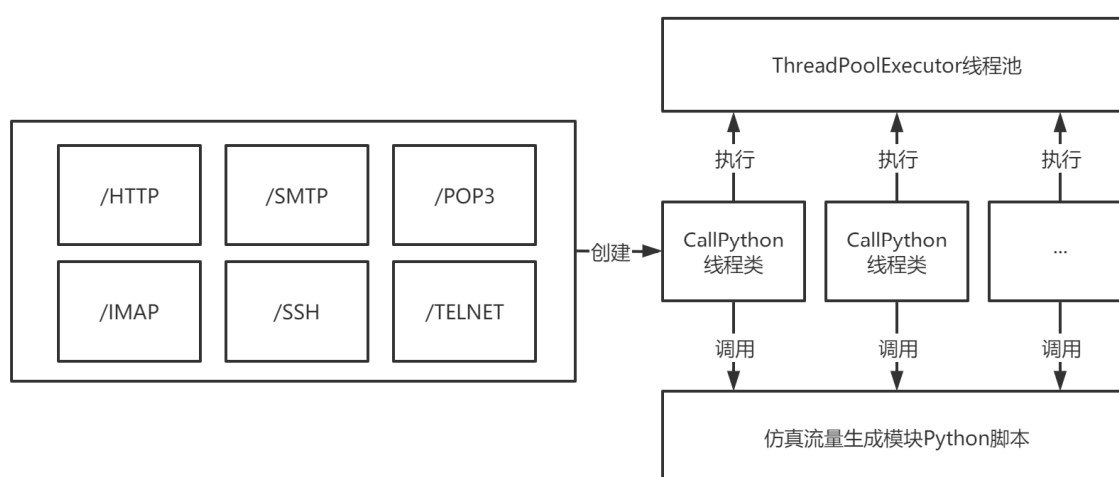 ThreadPoolExecutor线程池
执行
执行
执行
/HTTP
/SMTP
/POP3
/IMAP
/SSH
/TELNET
创建
CallPython
线程类
CallPython
线程类
...
调用
调用
调用
仿真流量生成模块Python脚本